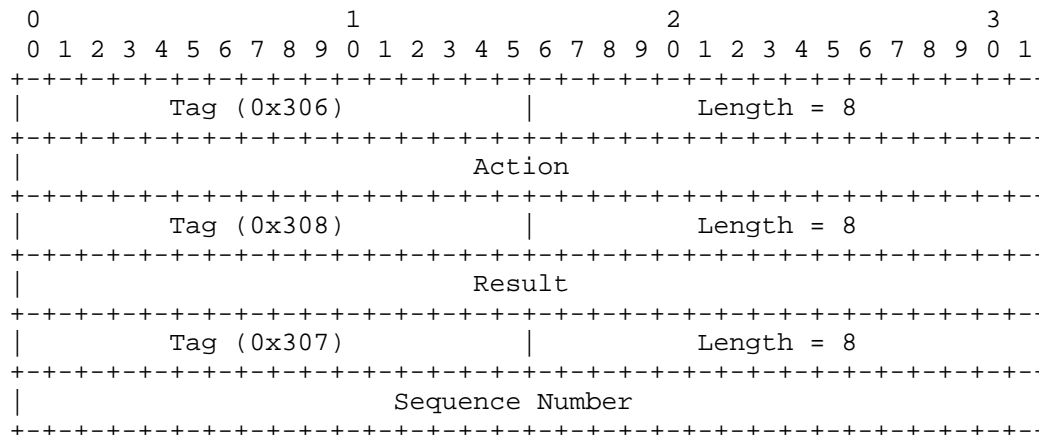 0                   1                   2                   3
 0 1 2 3 4 5 6 7 8 9 0 1 2 3 4 5 6 7 8 9 0 1 2 3 4 5 6 7 8 9 0 1
+-+-+-+-+-+-+-+-+-+-+-+-+-+-+-+-+-+-+-+-+-+-+-+-+-+-+-+-+-+-+-+--
|         Tag (0x306)           |          Length = 8
+-+-+-+-+-+-+-+-+-+-+-+-+-+-+-+-+-+-+-+-+-+-+-+-+-+-+-+-+-+-+-+--
|                            Action
+-+-+-+-+-+-+-+-+-+-+-+-+-+-+-+-+-+-+-+-+-+-+-+-+-+-+-+-+-+-+-+--
|         Tag (0x308)           |          Length = 8
+-+-+-+-+-+-+-+-+-+-+-+-+-+-+-+-+-+-+-+-+-+-+-+-+-+-+-+-+-+-+-+--
|                            Result
+-+-+-+-+-+-+-+-+-+-+-+-+-+-+-+-+-+-+-+-+-+-+-+-+-+-+-+-+-+-+-+--
|         Tag (0x307)           |          Length = 8
+-+-+-+-+-+-+-+-+-+-+-+-+-+-+-+-+-+-+-+-+-+-+-+-+-+-+-+-+-+-+-+--
|                       Sequence Number
+-+-+-+-+-+-+-+-+-+-+-+-+-+-+-+-+-+-+-+-+-+-+-+-+-+-+-+-+-+-+-+--